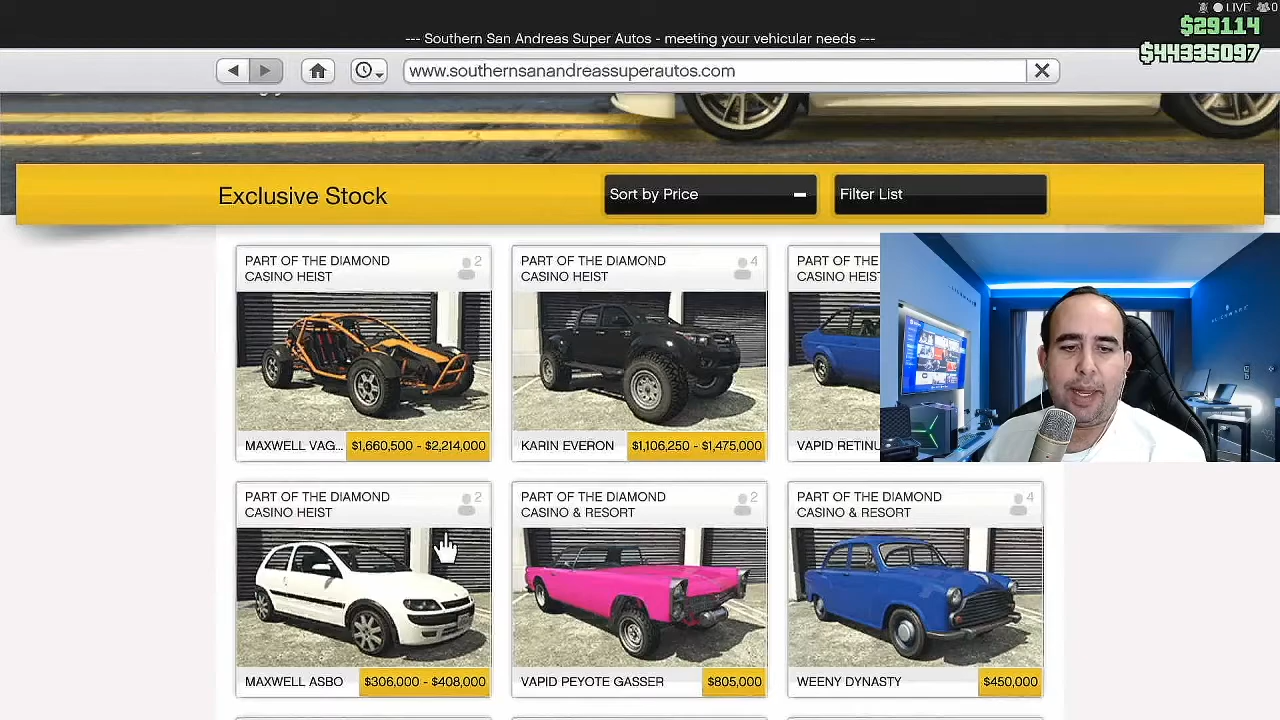 LIVE 0
$29114
--- Southern San Andreas Super Autos - meeting your vehicular needs ---
$44335097
www.southernsanandreassuperautos.com
Exclusive Stock
Sort by Price
Filter List
PART OF THE DIAMOND
CASINO HEIST
2
PART OF THE DIAMOND
CASINO HEIST
4
PART OF THE
CASINO HEIS
MAXWELL VAG... $1,660,500 - $2,214,000
KARIN EVERON $1,106,250 - $1,475,000
VAPID RETINU
PART OF THE DIAMOND
CASINO HEIST
2
PART OF THE DIAMOND
CASINO & RESORT
2
PART OF THE DIAMOND
CASINO & RESORT
4
MAXWELL ASBO $306,000 - $408,000
VAPID PEYOTE GASSER $805,000
WEENY DYNASTY $450,000